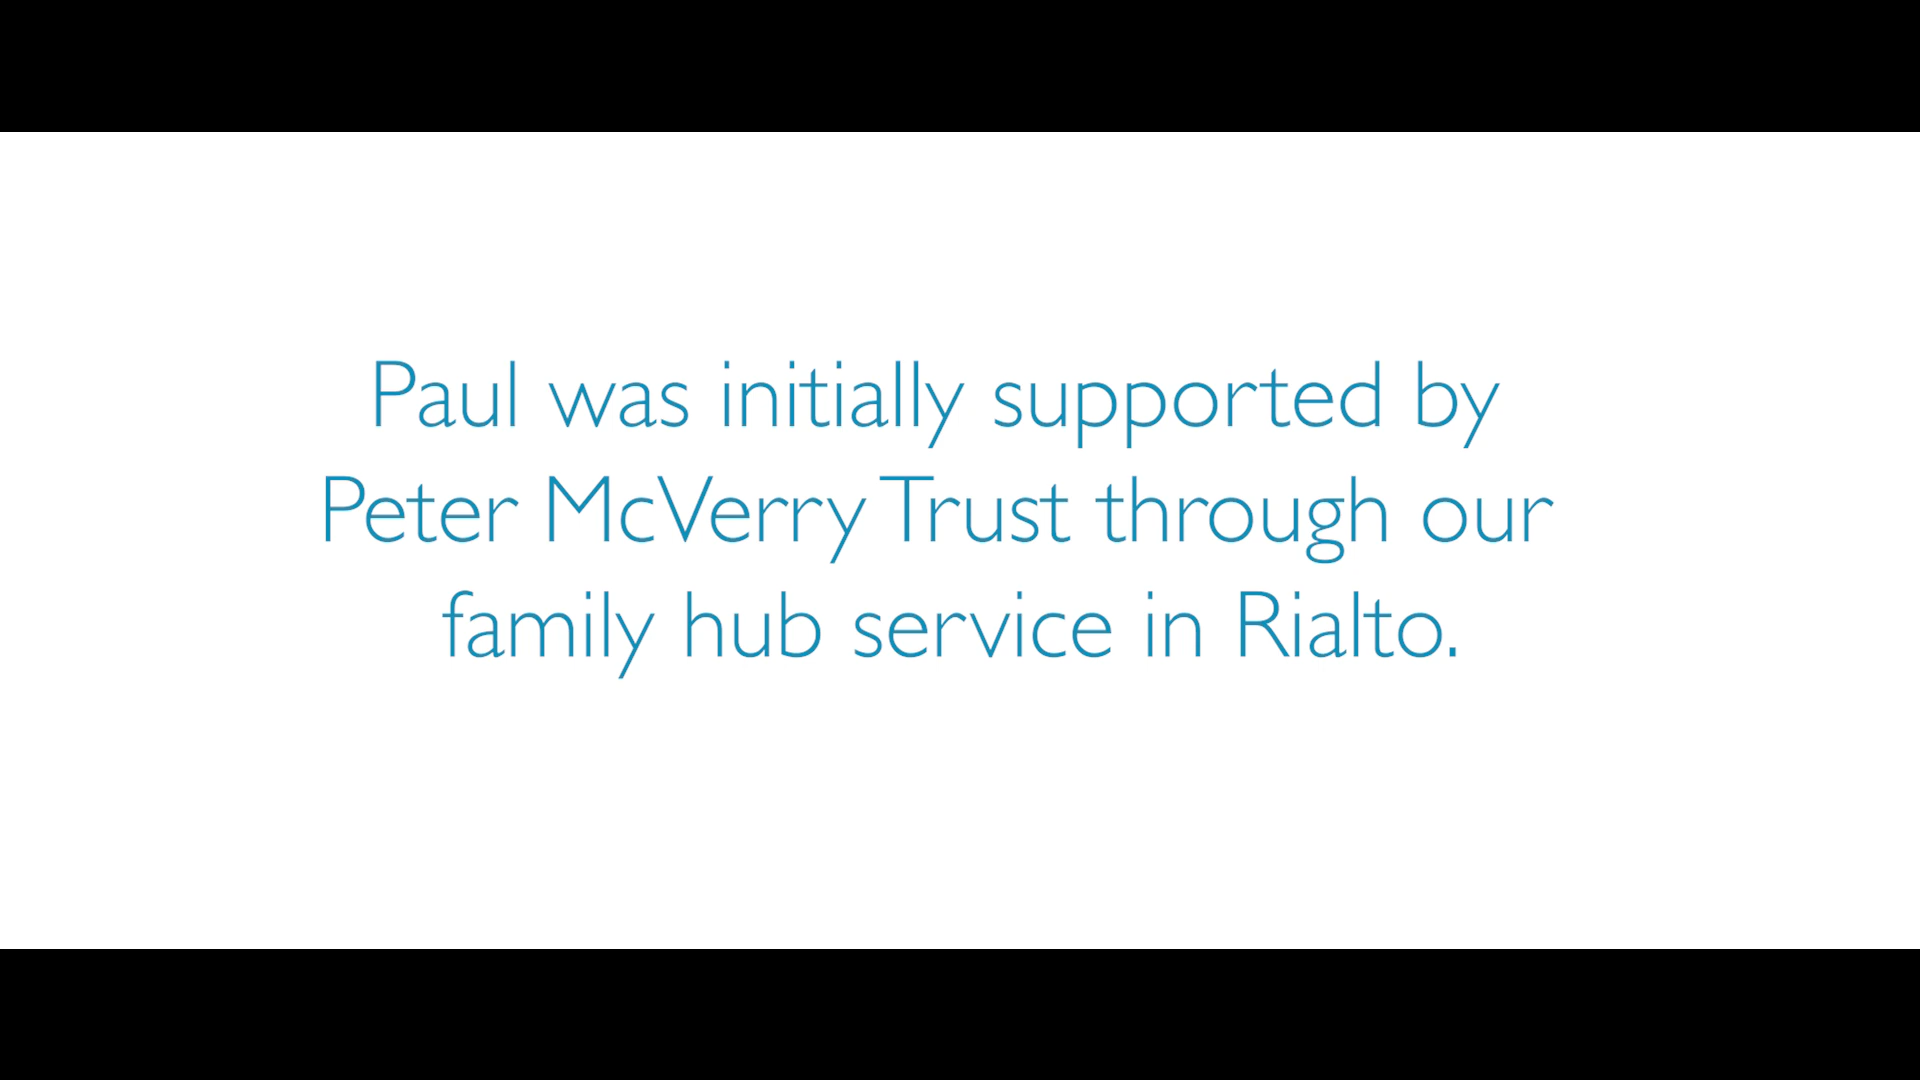 Paul was initially supported by
Peter McVerry Trust through our
family hub service in Rialto.